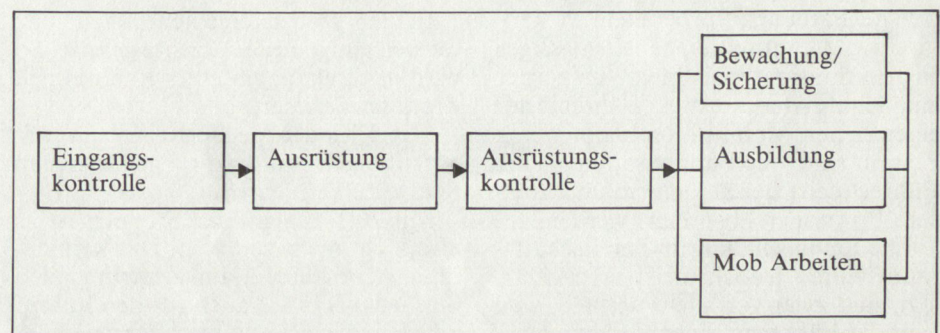 Eingangs-
kontrolle
Ausrüstung
Ausrüstungs-
kontrolle
Bewachung/
Sicherung
Ausbildung
Mob Arbeiten